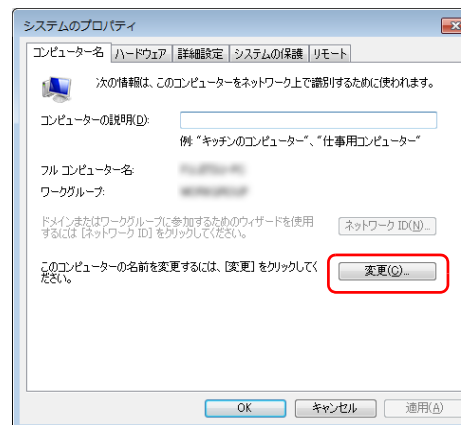 システムのプロパティ
コンピューター名 ハードウェア 詳細設定 システムの保護 リモート
次の情報は、このコンピューターをネットワーク上で識別するために使われます。
コンピューターの説明(D):
例: "キッチンのコンピューター"、"仕事用コンピューター"
フル コンピューター名:
ワークグループ:
ドメインまたはワークグループに参加するためのウィザードを使用
するには [ネットワーク ID] をクリックしてください。
ネットワーク ID(N)...
このコンピューターの名前を変更するには、[変更] をクリックしてく
ださい。
変更(C)...
OK キャンセル 適用(A)